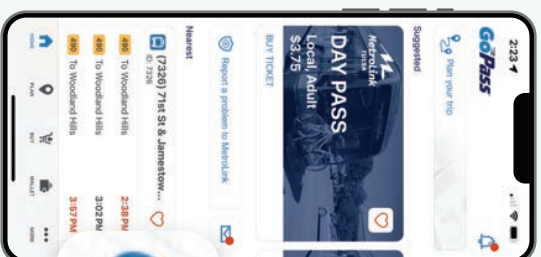 2:23
GoPass
Plan your trip
Suggested
MetroLink
TULSA
DAY PASS
Local, Adult
$3.75
BUY TICKET
Report a problem to MetroLink
Nearest
(7326) 71st St & Jamestow...
ID: 7326
490 To Woodland Hills 2:38 PM
490 To Woodland Hills 3:02 PM
490 To Woodland Hills 3:57 PM
HOME PLAN BUY WALLET MORE